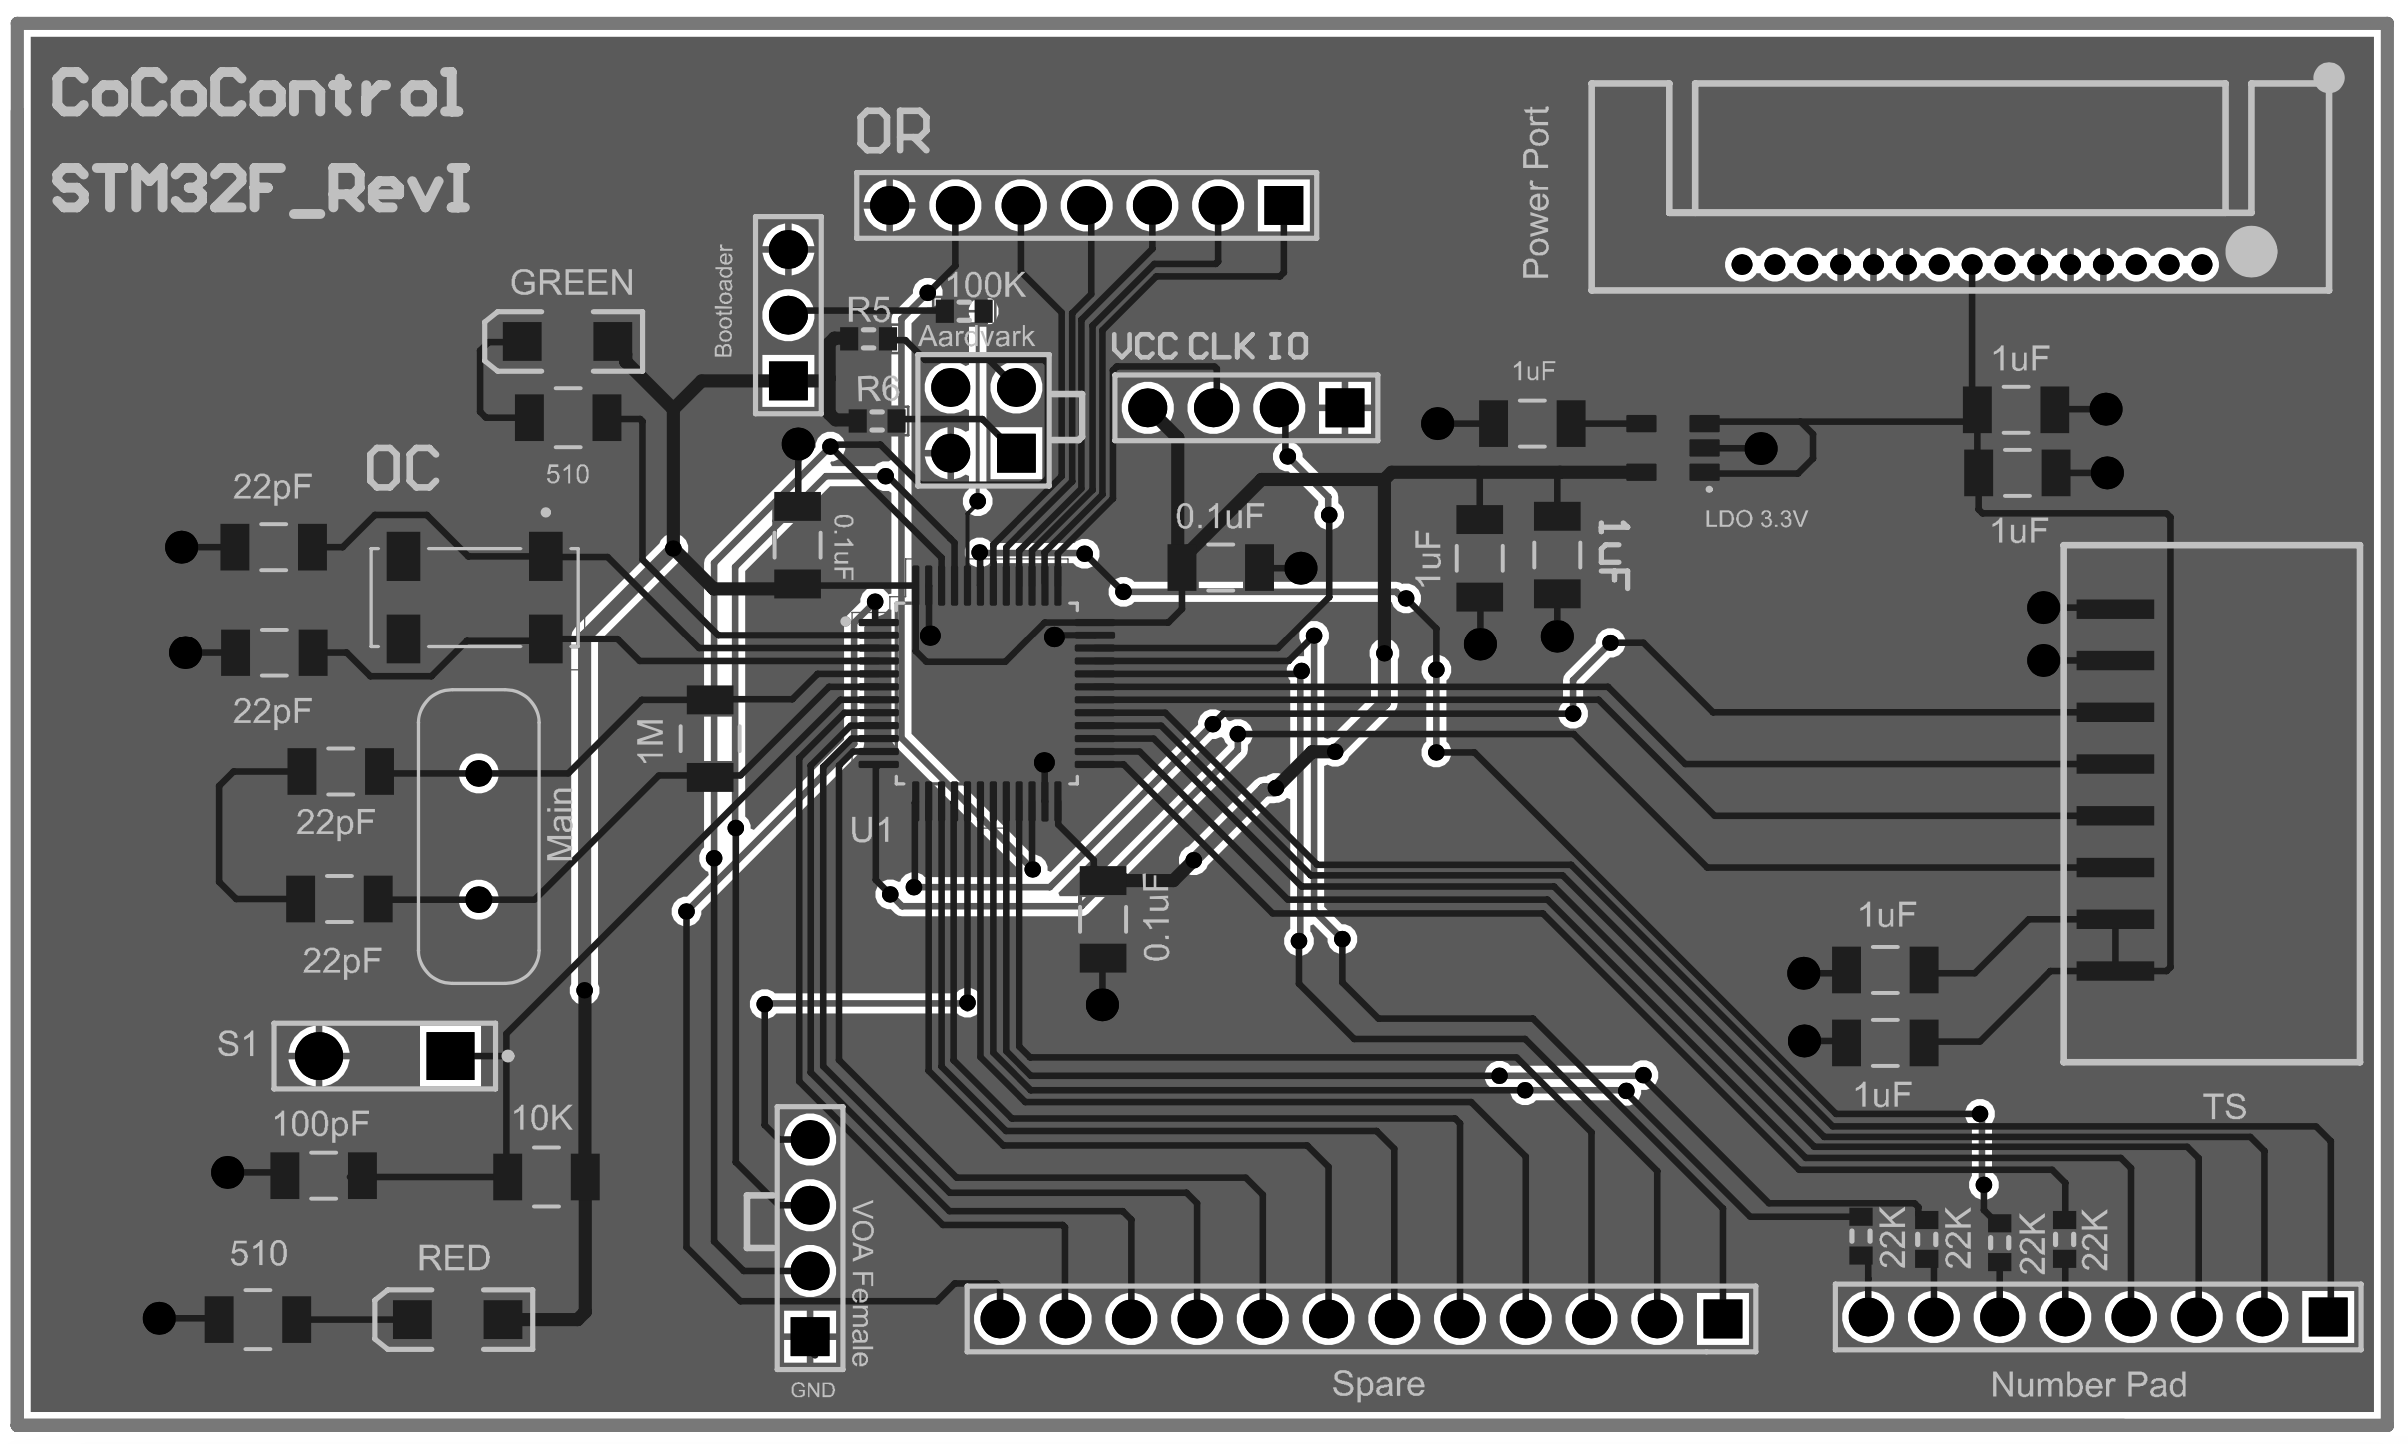 CoCoControl
STM32F_RevI
OR
Power Port
Bootloader
GREEN
100K
R5
Aardvark
VCC CLK IO
R6
1uF
1uF
510
OC
22pF
0.1uF
0.1uF
1uF
1uF
LDO 3.3V
1uF
22pF
1M
22pF
Main
U1
0.1uF
22pF
1uF
S1
100pF
10K
1uF
TS
510
RED
VOA Female
22K
22K
22K
22K
GND
Spare
Number Pad